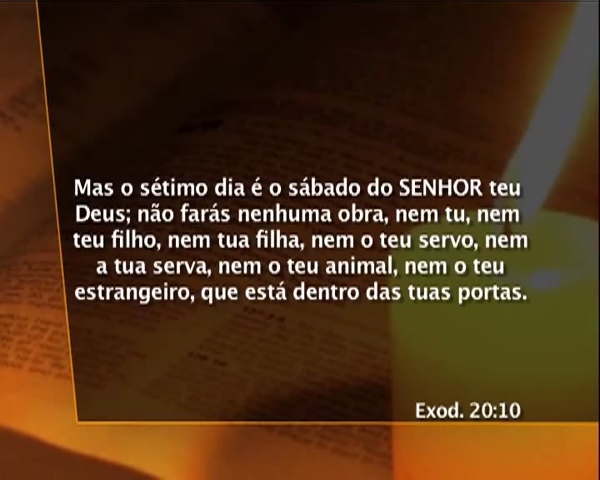 Mas o sétimo dia é o sábado do SENHOR teu
Deus; não farás nenhuma obra, nem tu, nem
teu filho, nem tua filha, nem o teu servo, nem
a tua serva, nem o teu animal, nem o teu
estrangeiro, que está dentro das tuas portas.
Exod. 20:10